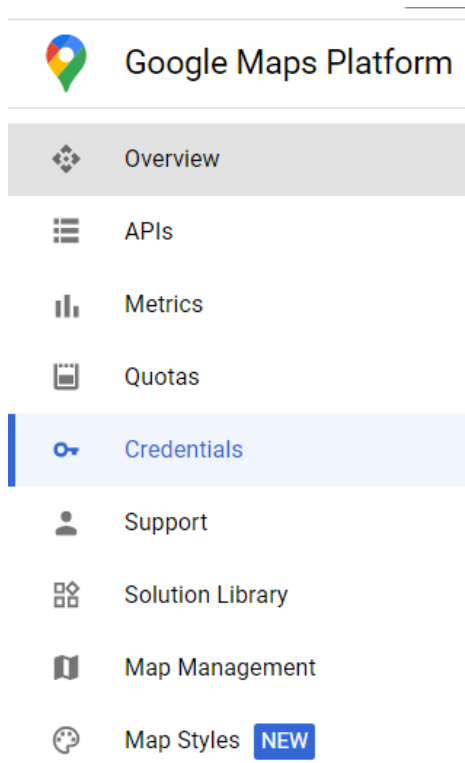 Google Maps Platform
Overview
APIs
Metrics
Quotas
Credentials
Support
Solution Library
Map Management
Map Styles NEW